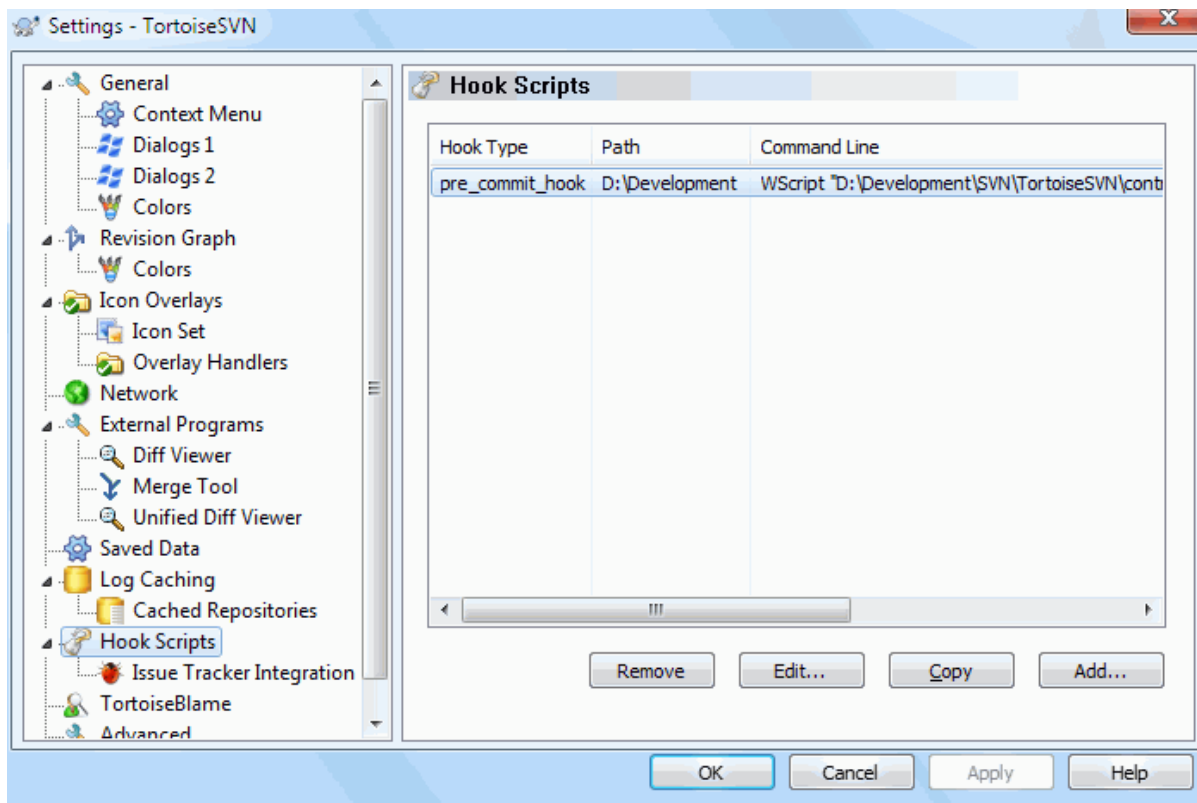 Settings - TortoiseSVN
General
Context Menu
Dialogs 1
Dialogs 2
Colors
Revision Graph
Colors
Icon Overlays
Icon Set
Overlay Handlers
Network
External Programs
Diff Viewer
Merge Tool
Unified Diff Viewer
Saved Data
Log Caching
Cached Repositories
Hook Scripts
Issue Tracker Integration
TortoiseBlame
Advanced
Hook Scripts
Hook Type Path Command Line
pre_commit_hook D:\Development WScript "D:\Development\SVN\TortoiseSVN\contr
Remove Edit... Copy Add...
OK Cancel Apply Help